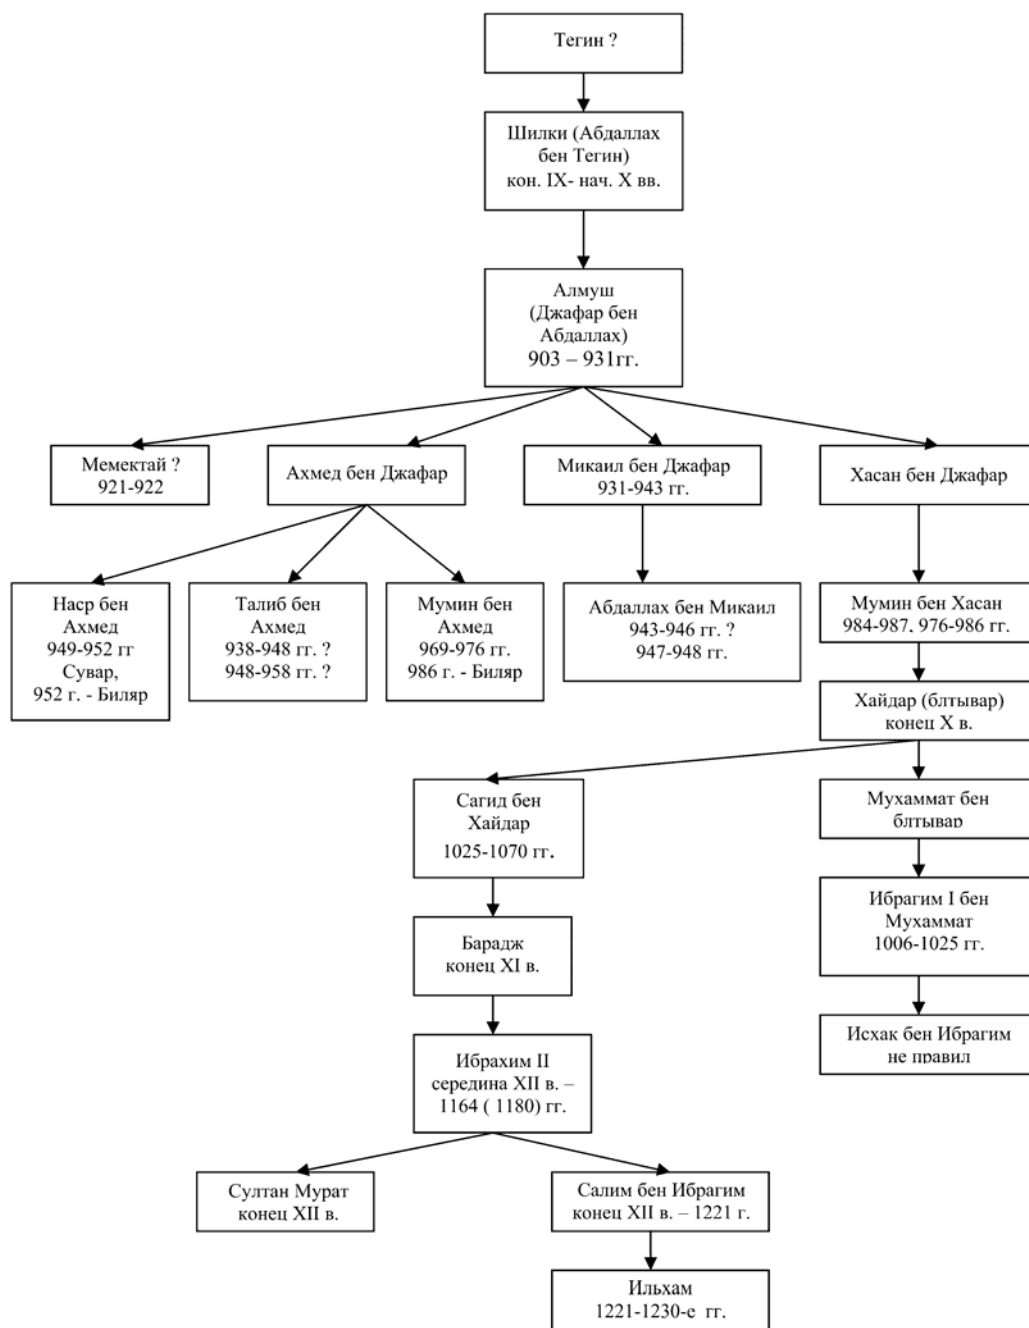 Тегин ?
Шилки (Абдаллах
бен Тегин)
кон. IX- нач. X вв.
Алмуш
(Джафар бен
Абдаллах)
903 – 931гг.
Мемектай ?
921-922
Ахмед бен Джафар
Микаил бен Джафар
931-943 гг.
Хасан бен Джафар
Наср бен
Ахмед
949-952 гг
Сувар,
952 г. - Биляр
Талиб бен
Ахмед
938-948 гг. ?
948-958 гг. ?
Мумин бен
Ахмед
969-976 гг.
986 г. - Биляр
Абдаллах бен Микаил
943-946 гг. ?
947-948 гг.
Мумин бен Хасан
984-987, 976-986 гг.
Хайдар (блтывар)
конец X в.
Сагид бен
Хайдар
1025-1070 гг.
Мухаммат бен
блтывар
Барадж
конец XI в.
Ибрагим I бен
Мухаммат
1006-1025 гг.
Ибрахим II
середина XII в. –
1164 ( 1180) гг.
Исхак бен Ибрагим
не правил
Султан Мурат
конец XII в.
Салим бен Ибрагим
конец XII в. – 1221 г.
Ильхам
1221-1230-е гг.